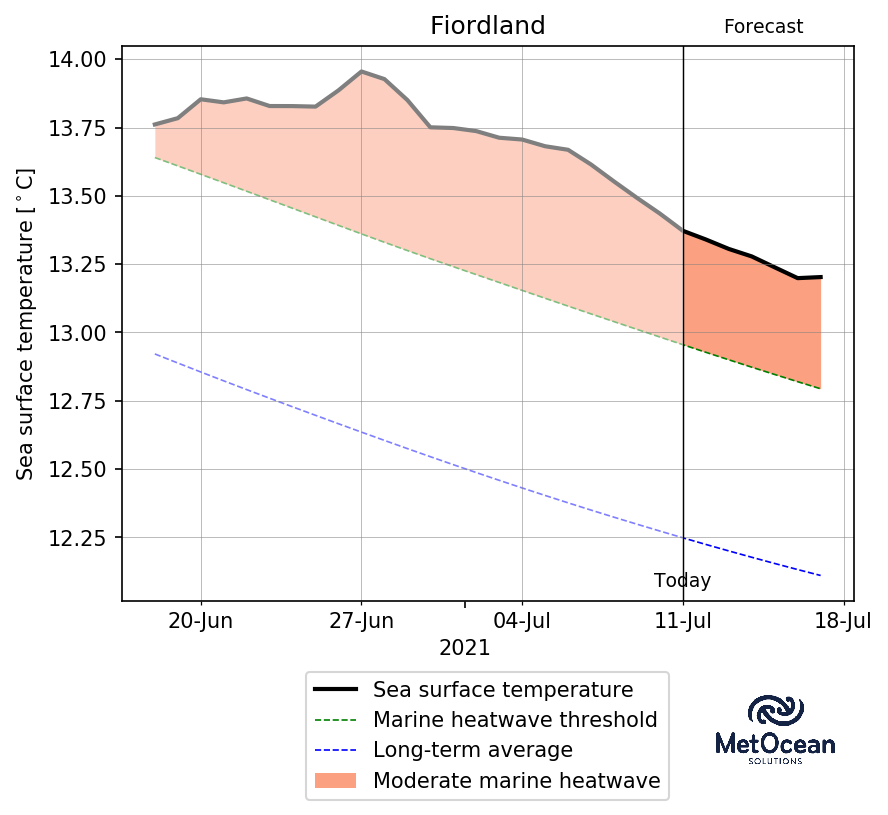 Fiordland
Forecast
Sea surface temperature [°C]
14.00
13.75
13.50
13.25
13.00
12.75
12.50
12.25
Today
20-Jun 27-Jun 04-Jul 11-Jul 18-Jul
2021
Sea surface temperature
Marine heatwave threshold
Long-term average
Moderate marine heatwave
MetOcean
SOLUTIONS